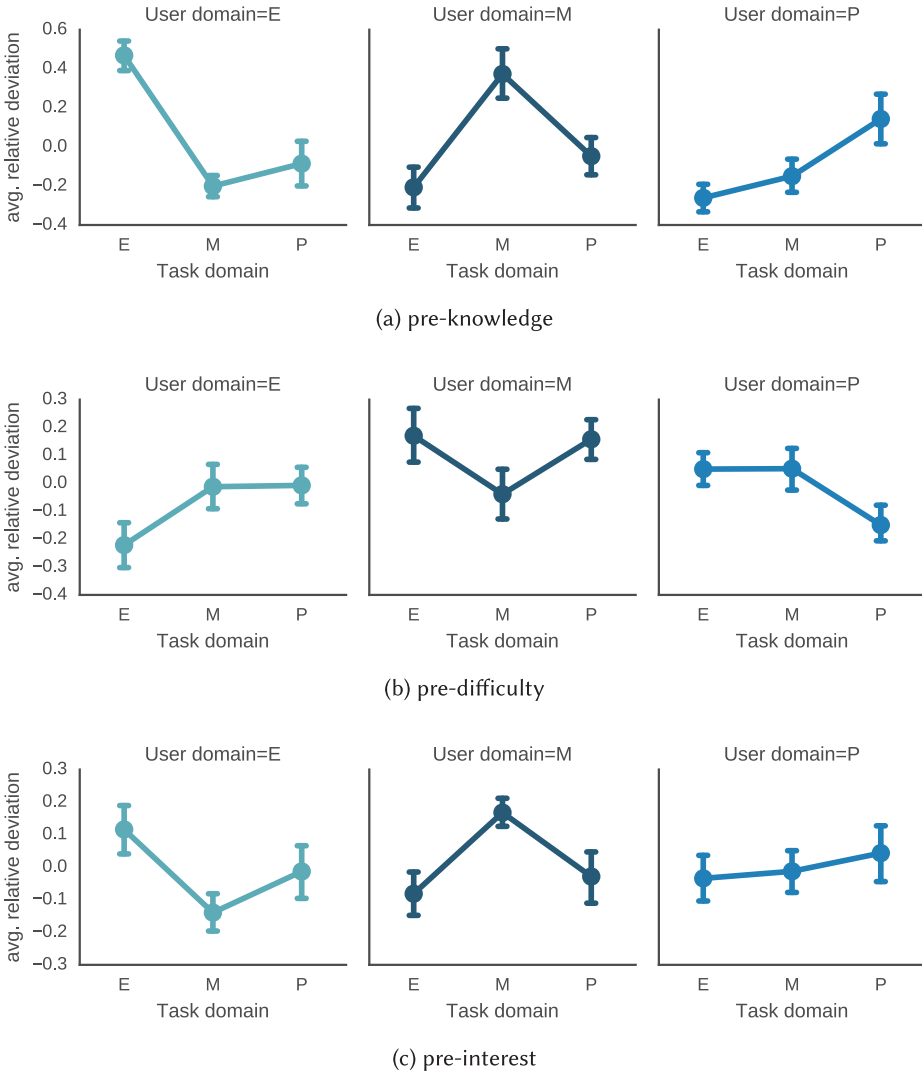 User domain=E User domain=M User domain=P
avg. relative deviation
0.6
0.4
0.2
0.0
−0.2
−0.4
E M P E M P E M P
Task domain Task domain Task domain
(a) pre-knowledge
User domain=E User domain=M User domain=P
avg. relative deviation
0.3
0.2
0.1
0.0
−0.1
−0.2
−0.3
−0.4
E M P E M P E M P
Task domain Task domain Task domain
(b) pre-difficulty
User domain=E User domain=M User domain=P
avg. relative deviation
0.3
0.2
0.1
0.0
−0.1
−0.2
−0.3
E M P E M P E M P
Task domain Task domain Task domain
(c) pre-interest